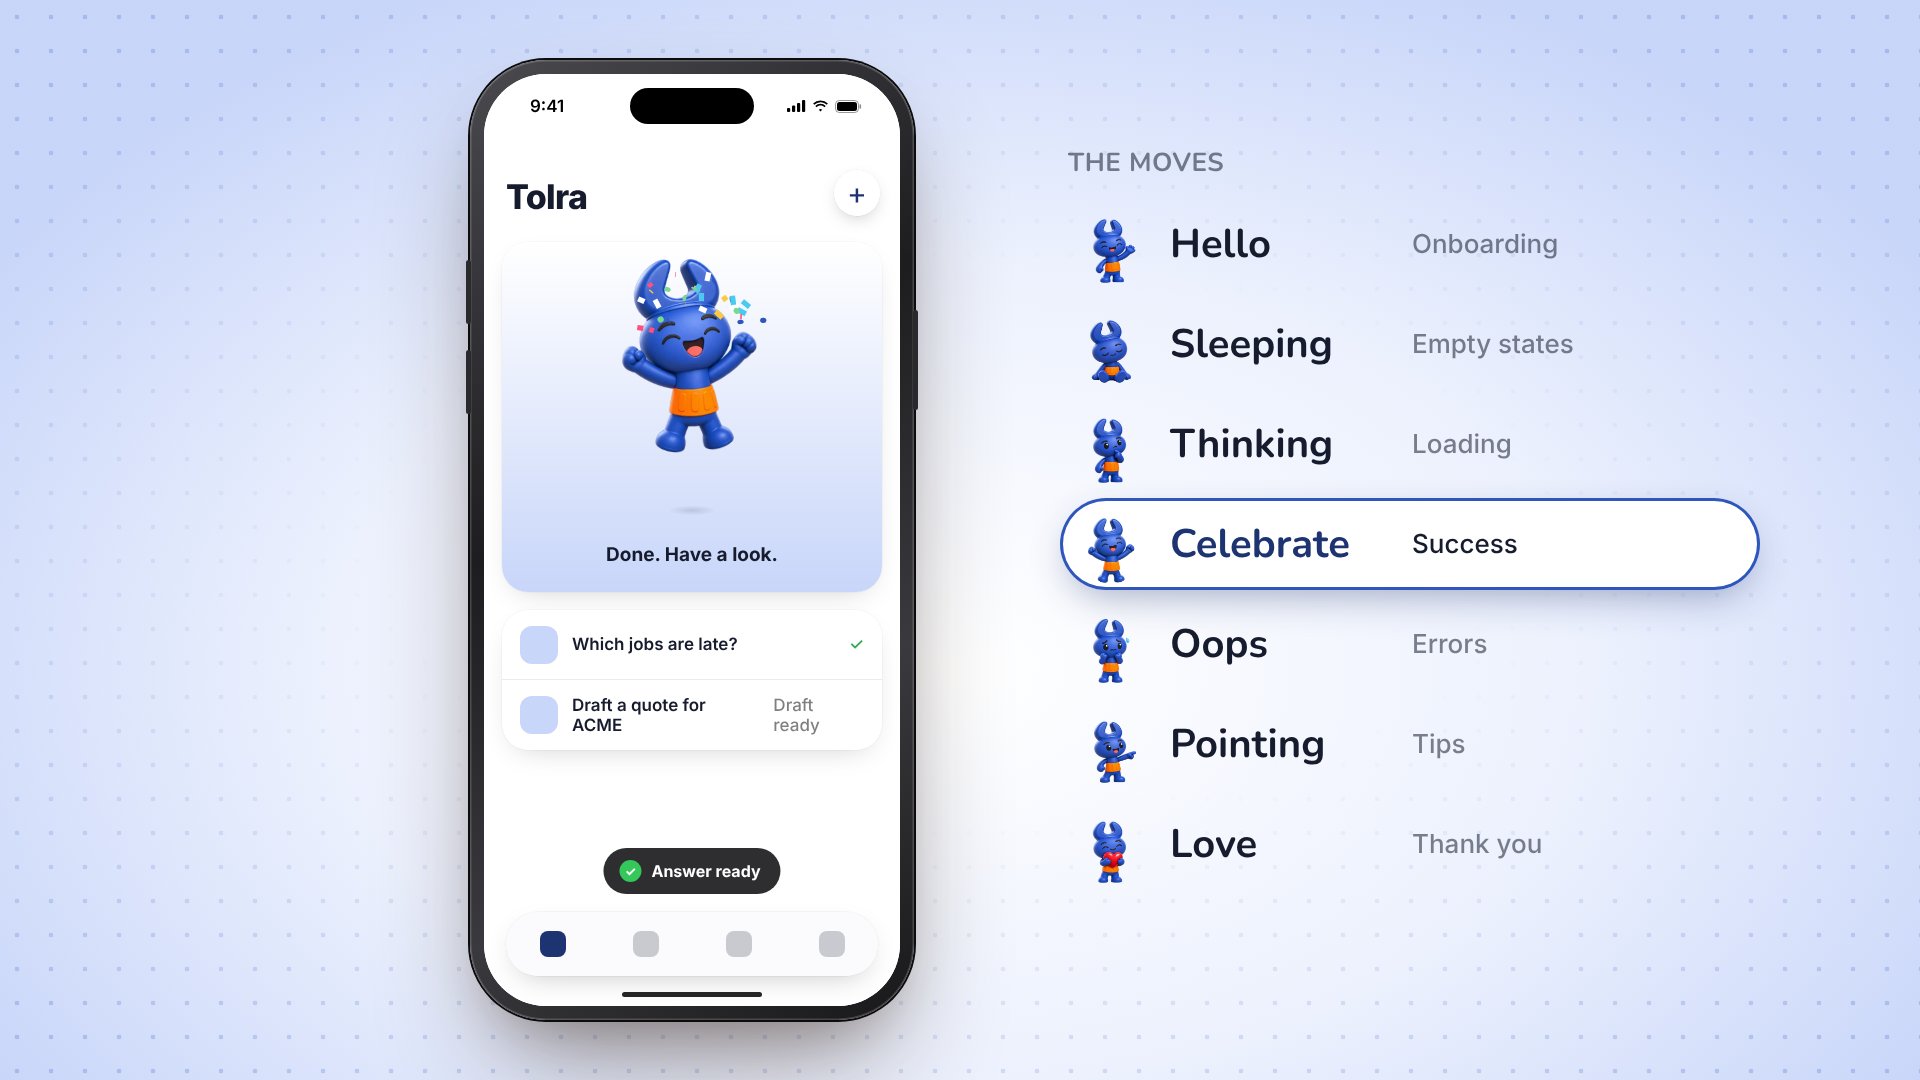 9:41
Tolra
+
Done. Have a look.
Which jobs are late?
Draft a quote for
ACME
Draft
ready
Answer ready
THE MOVES
Hello Onboarding
Sleeping Empty states
Thinking Loading
Celebrate Success
Oops Errors
Pointing Tips
Love Thank you